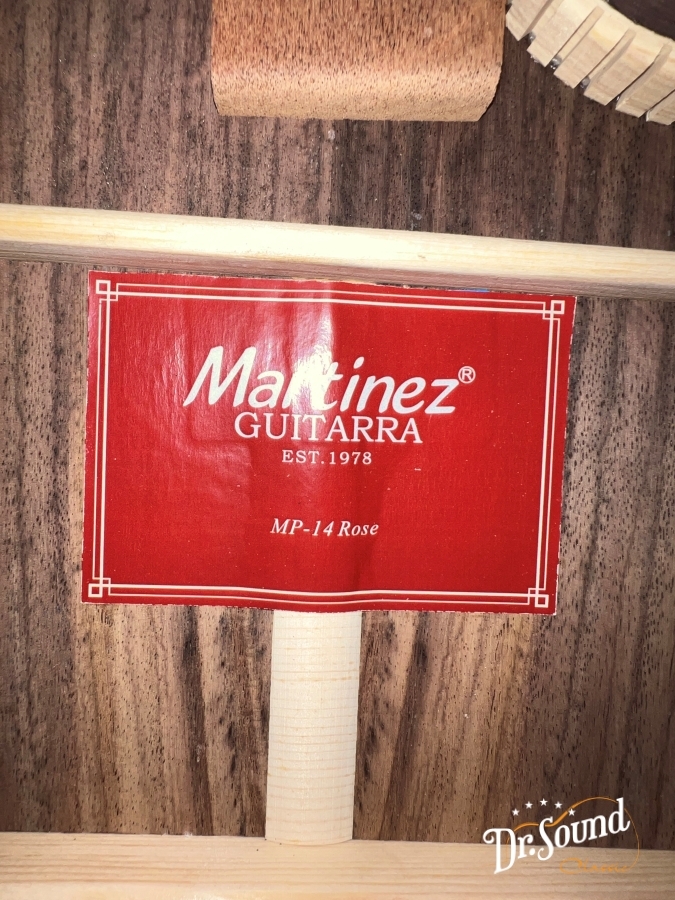 Martinez®
GUITARRA
EST.1978
MP-14 Rose
Dr. Sound